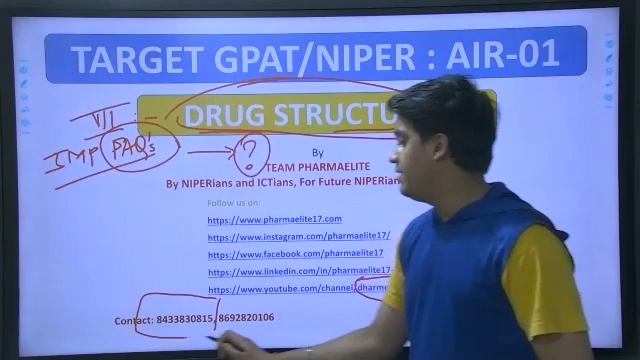 TARGET GPAT/NIPER : AIR-01
VII -
DRUG STRUCTU
IMP PAQ's → ?
By
TEAM PHARMAELITE
By NIPERians and ICTians, For Future NIPERian
Follow us on:
https://www.pharmaelite17.com
https://www.instagram.com/pharmaelite17/
https://www.facebook.com/pharmaelite17
https://www.linkedin.com/in/pharmaelite17
https://www.youtube.com/channel/dharme
Contact: 8433830815/8692820106